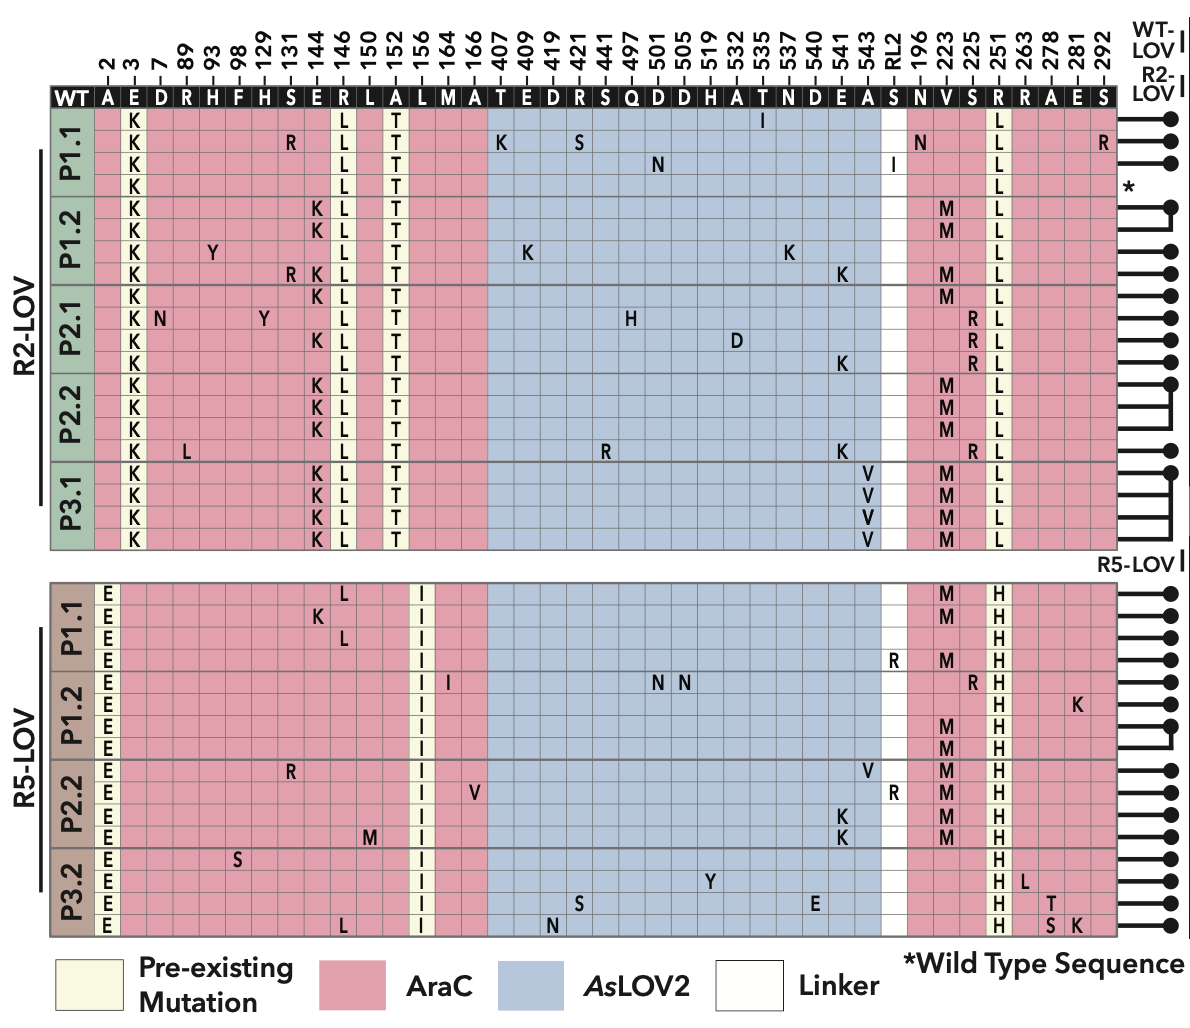 2 3 7 89 93 98 129 131 144 146 150 152 156 164 166 407 409 419 421 441 497 501 505 519 532 535 537 540 541 543 RL2 196 223 225 251 263 278 281 292
WT-
LOV
R2-
LOV
WT A E D R H F H S E R L A L M A T E D R S Q D D H A T N D E A S N V S R R A E S
R2-LOV
P1.1
K L T I L
K R L T K S N L R
K L T N I L
K L T L *
P1.2
K K L T M L
K K L T M L
K Y L T K K L
K R K L T K M L
P2.1
K K L T M L
K N Y L T H R L
K K L T D R L
K L T K R L
P2.2
K K L T M L
K K L T M L
K K L T M L
K L L T R K R L
P3.1
K K L T V M L
K K L T V M L
K K L T V M L
K K L T V M L
R5-LOV
R5-LOV
P1.1
E L I M H
E K I M H
E L I H
E I R M H
P1.2
E I I N N R H
E I H K
E I M H
E I M H
P2.2
E R I V M H
E I V R M H
E I K M H
E M I K M H
P3.2
E S I H
E I Y H L
E I S E H T
E L I N H S K
Pre-existing
Mutation
AraC
AsLOV2
Linker
*Wild Type Sequence